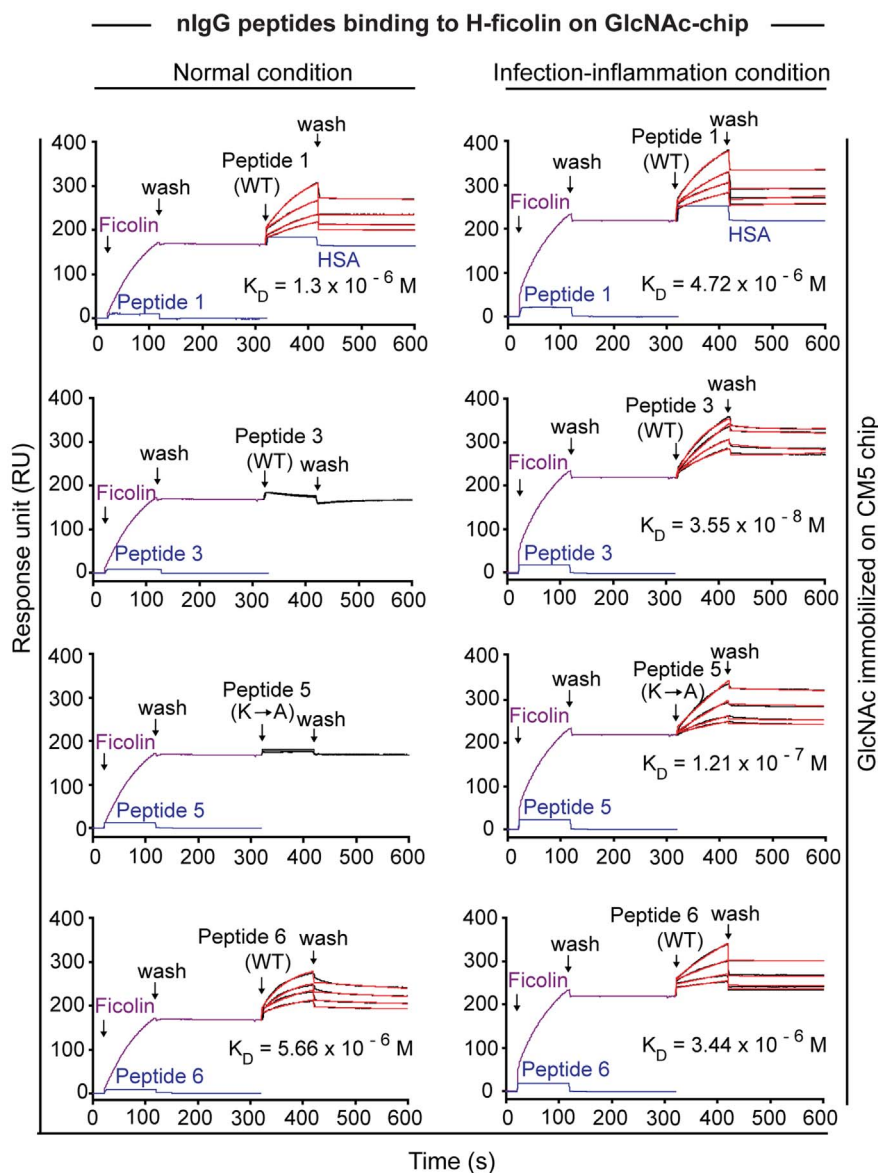 nIgG peptides binding to H-ficolin on GlcNAc-chip
Normal condition
Infection-inflammation condition
Response unit (RU)
400
300
200
100
0
Ficolin
wash
Peptide 1
(WT)
wash
HSA
K_D = 1.3 x 10 - 6 M
Peptide 1
0 100 200 300 400 500 600
400
300
200
100
0
Ficolin
wash
Peptide 1
(WT)
wash
HSA
K_D = 4.72 x 10 - 6 M
Peptide 1
0 100 200 300 400 500 600
400
300
200
100
0
Ficolin
wash
Peptide 3
(WT)
wash
Peptide 3
0 100 200 300 400 500 600
400
300
200
100
0
Ficolin
wash
Peptide 3
(WT)
wash
K_D = 3.55 x 10 - 8 M
Peptide 3
0 100 200 300 400 500 600
400
300
200
100
0
Ficolin
wash
Peptide 5
(K→A)
wash
Peptide 5
0 100 200 300 400 500 600
400
300
200
100
0
Ficolin
wash
Peptide 5
(K→A)
wash
K_D = 1.21 x 10 - 7 M
Peptide 5
0 100 200 300 400 500 600
400
300
200
100
0
Ficolin
wash
Peptide 6
(WT)
wash
K_D = 5.66 x 10 - 6 M
Peptide 6
0 100 200 300 400 500 600
400
300
200
100
0
Ficolin
wash
Peptide 6
(WT)
wash
K_D = 3.44 x 10 - 6 M
Peptide 6
0 100 200 300 400 500 600
GlcNAc immobilized on CM5 chip
Time (s)